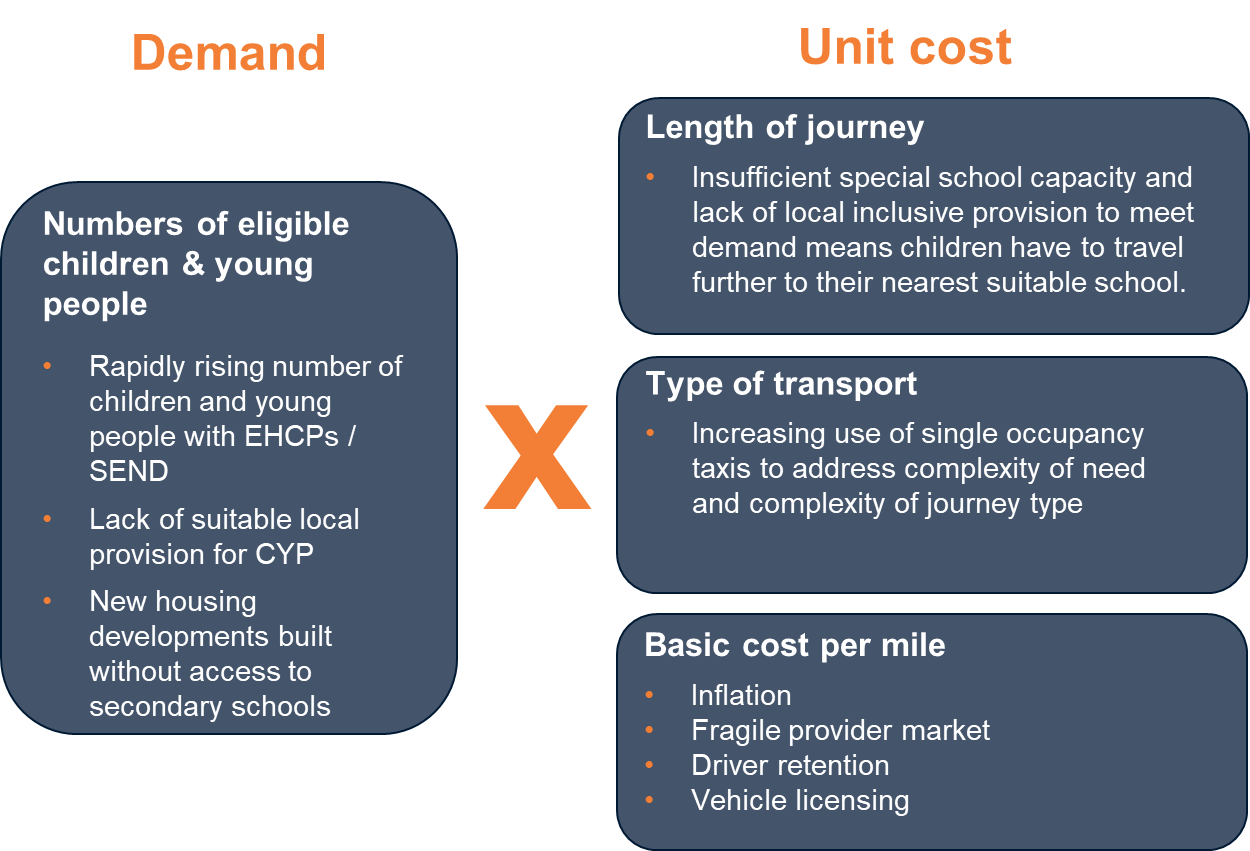 Demand
Numbers of eligible
children & young
people
• Rapidly rising number of
children and young
people with EHCPs /
SEND
• Lack of suitable local
provision for CYP
• New housing
developments built
without access to
secondary schools
X
Unit cost
Length of journey
• Insufficient special school capacity and
lack of local inclusive provision to meet
demand means children have to travel
further to their nearest suitable school.
Type of transport
• Increasing use of single occupancy
taxis to address complexity of need
and complexity of journey type
Basic cost per mile
• Inflation
• Fragile provider market
• Driver retention
• Vehicle licensing